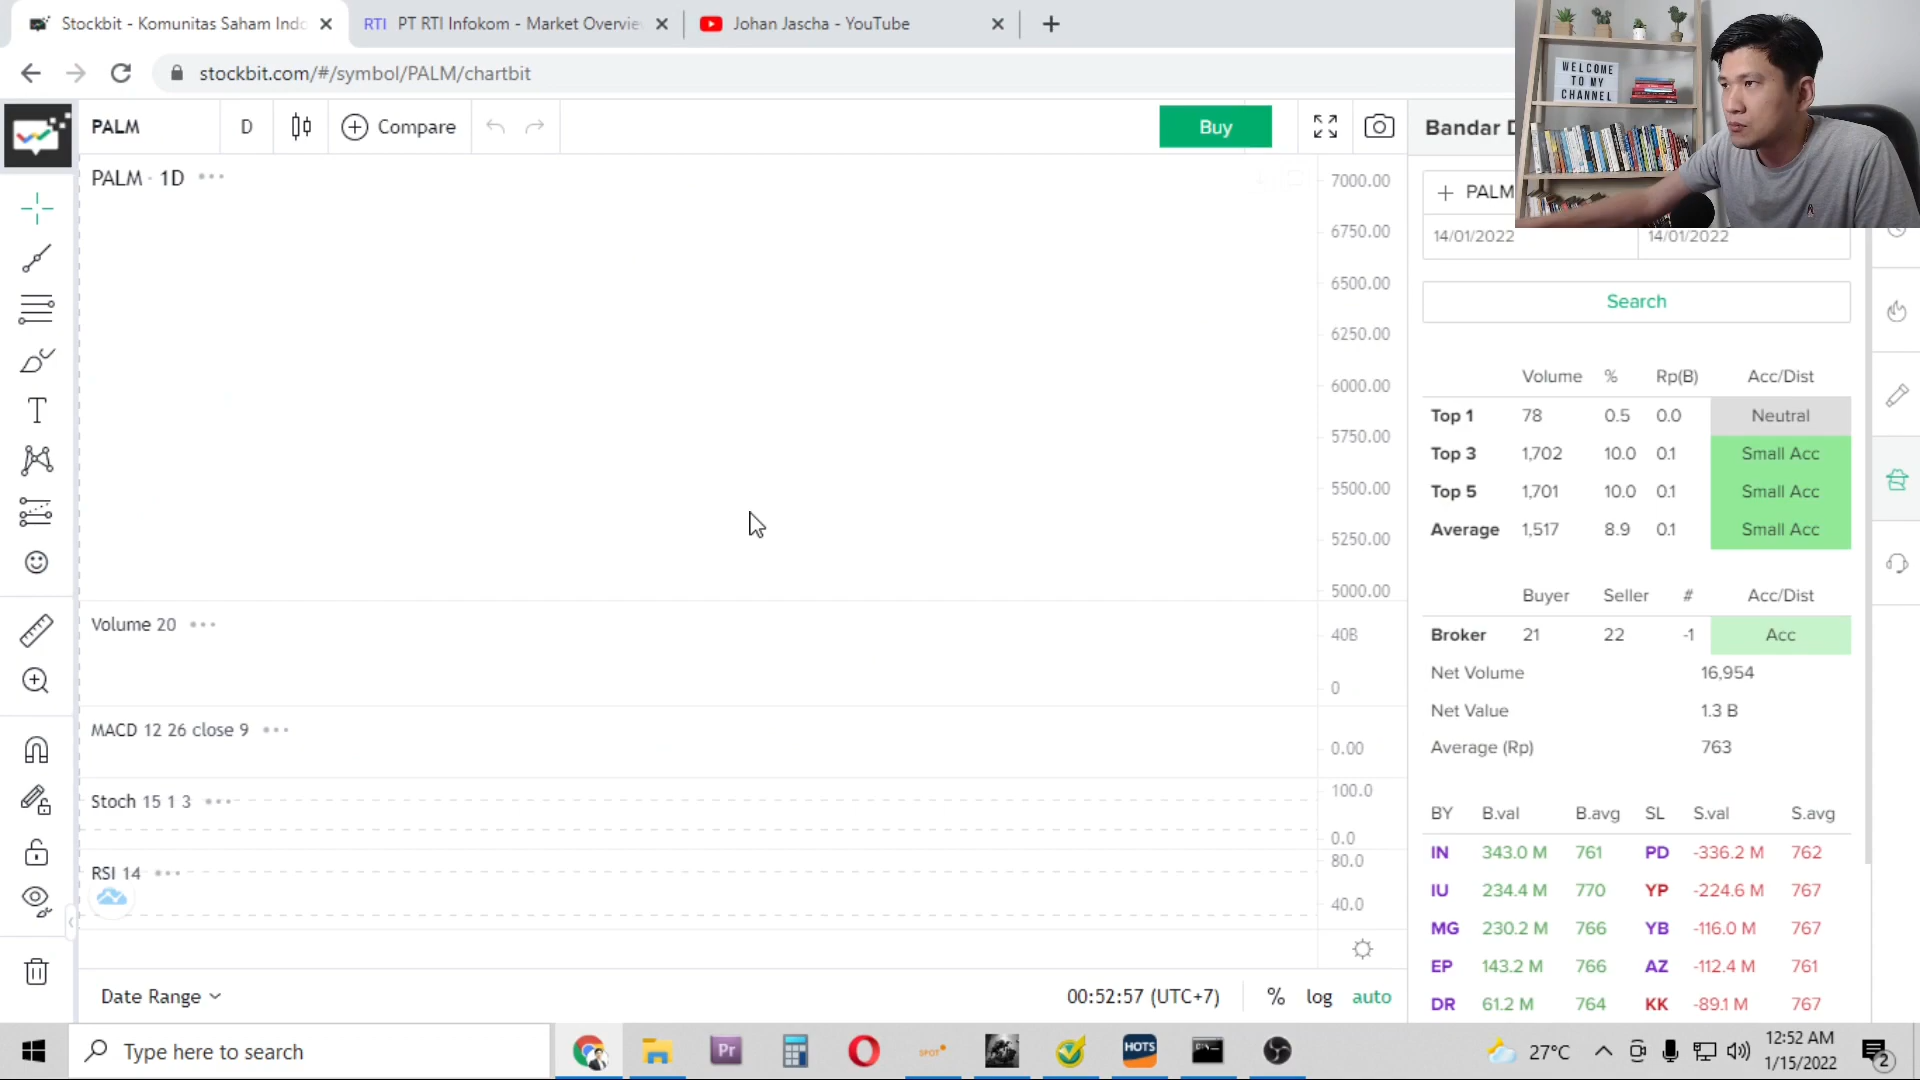 Stockbit - Komunitas Saham Indo
RTI PT RTI Infokom - Market Overvie
Johan Jascha - YouTube
stockbit.com/#/symbol/PALM/chartbit
PALM D Compare Buy
Bandar D
WELCOME
TO MY
CHANNEL
PALM · 1D
PALM
14/01/2022 14/01/2022
Search
7000.00
6750.00
6500.00
6250.00
6000.00
5750.00
5500.00
5250.00
5000.00
Volume % Rp(B) Acc/Dist
Top 1 78 0.5 0.0 Neutral
Top 3 1,702 10.0 0.1 Small Acc
Top 5 1,701 10.0 0.1 Small Acc
Average 1,517 8.9 0.1 Small Acc
Buyer Seller # Acc/Dist
Broker 21 22 -1 Acc
Net Volume 16,954
Net Value 1.3 B
Average (Rp) 763
BY B.val B.avg SL S.val S.avg
IN 343.0 M 761 PD -336.2 M 762
IU 234.4 M 770 YP -224.6 M 767
MG 230.2 M 766 YB -116.0 M 767
EP 143.2 M 766 AZ -112.4 M 761
DR 61.2 M 764 KK -89.1 M 767
Volume 20
40B
0
MACD 12 26 close 9
0.00
Stoch 15 1 3
100.0
0.0
RSI 14
80.0
40.0
Date Range
00:52:57 (UTC+7) % log auto
Type here to search
Pr
SPOT
HOTS
27°C
12:52 AM
1/15/2022
2